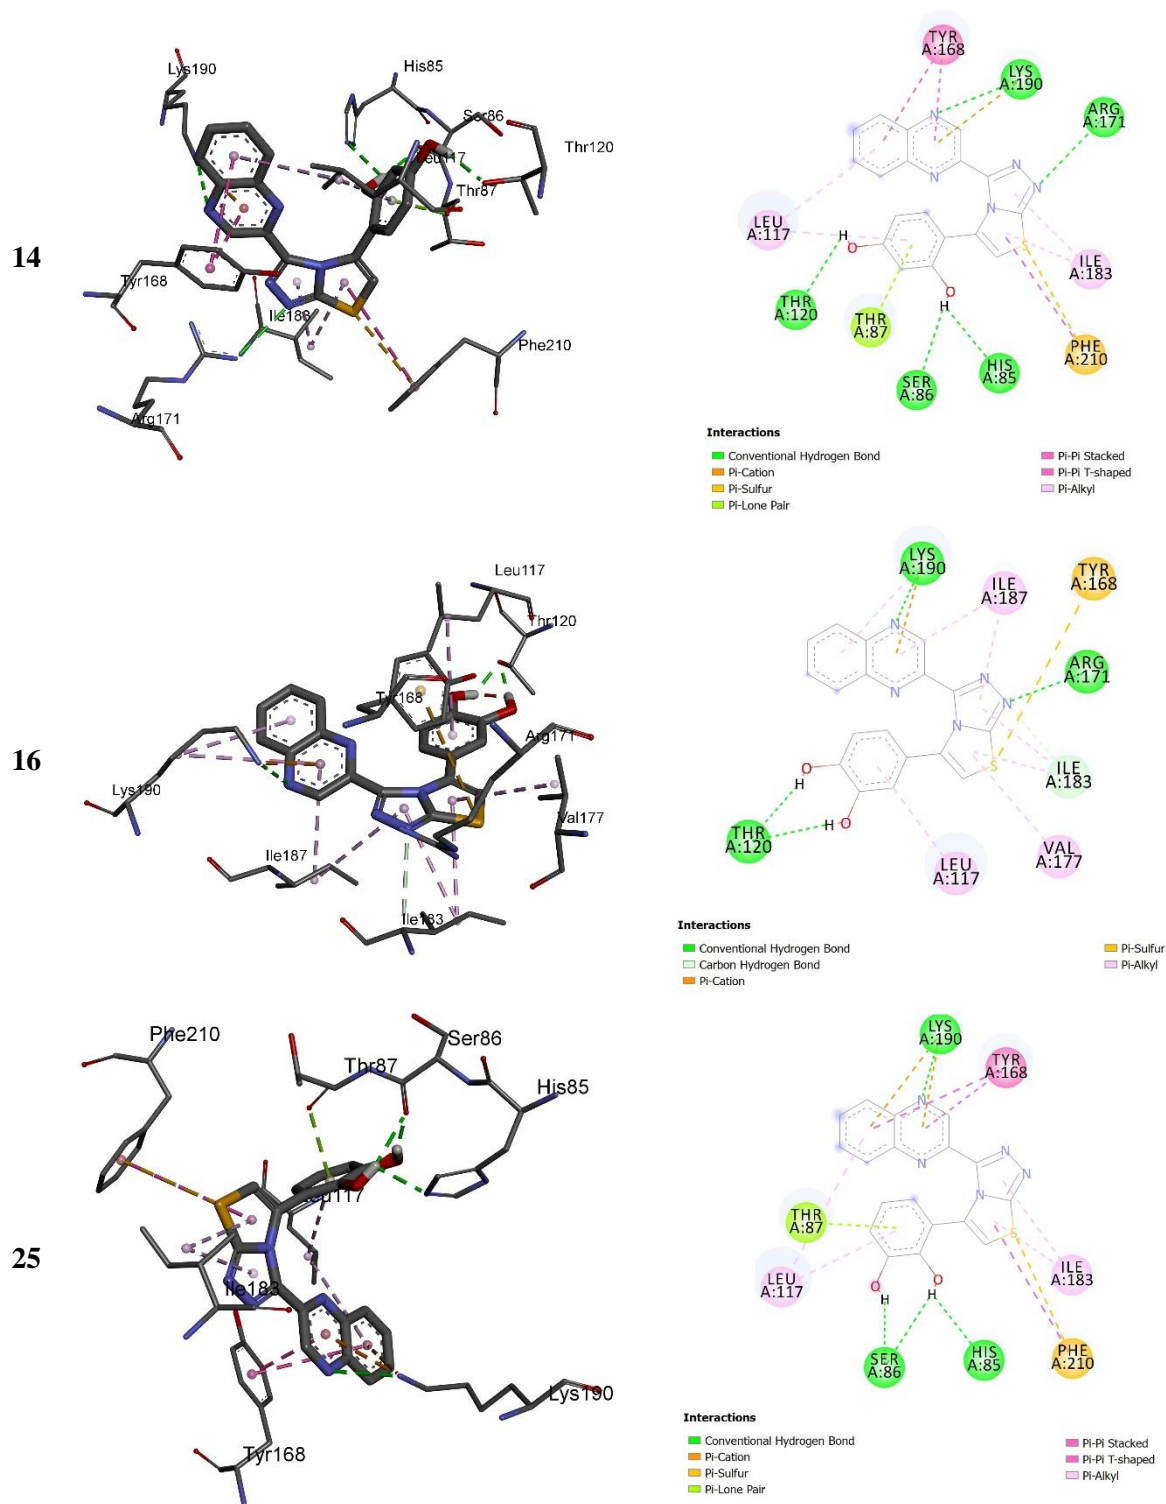 14
Lys190
His85
Ser86
Leu117
Thr120
Thr87
Tyr168
Ile183
Phe210
Arg171
TYR
A:168
LYS
A:190
ARG
A:171
LEU
A:117
ILE
A:183
THR
A:120
THR
A:87
PHE
A:210
SER
A:86
HIS
A:85
N
N
N
N
N
S
H
O
O
H
Interactions
Conventional Hydrogen Bond
Pi-Cation
Pi-Sulfur
Pi-Lone Pair
Pi-Pi Stacked
Pi-Pi T-shaped
Pi-Alkyl
16
Leu117
Thr120
Tyr168
Arg171
Lys190
Val177
Ile187
Ile183
LYS
A:190
ILE
A:187
TYR
A:168
ARG
A:171
ILE
A:183
THR
A:120
LEU
A:117
VAL
A:177
N
N
N
N
N
S
O
H
H
O
Interactions
Conventional Hydrogen Bond
Carbon Hydrogen Bond
Pi-Cation
Pi-Sulfur
Pi-Alkyl
25
Phe210
Ser86
Thr87
His85
Leu117
Ile183
Lys190
Tyr168
LYS
A:190
TYR
A:168
THR
A:87
LEU
A:117
ILE
A:183
SER
A:86
HIS
A:85
PHE
A:210
N
N
N
N
N
S
O
O
H
H
Interactions
Conventional Hydrogen Bond
Pi-Cation
Pi-Sulfur
Pi-Lone Pair
Pi-Pi Stacked
Pi-Pi T-shaped
Pi-Alkyl